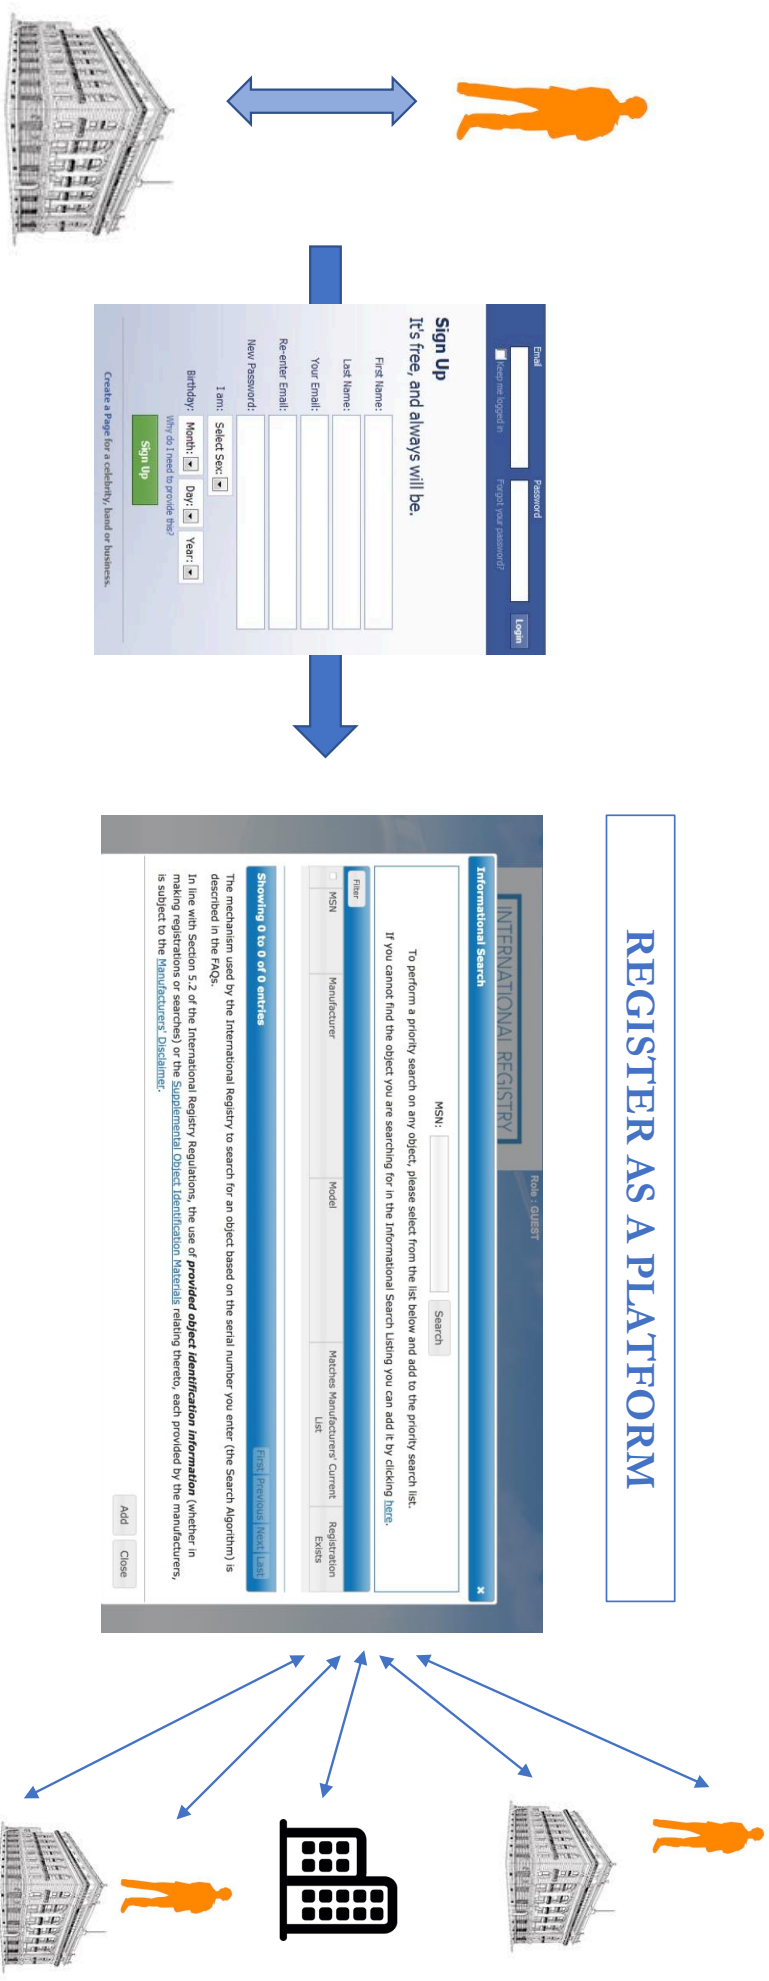 REGISTER AS A PLATFORM
Email
Password
Keep me logged in
Forgot your password?
Login
Sign Up
It's free, and always will be.
First Name:
Last Name:
Your Email:
Re-enter Email:
New Password:
I am: Select Sex:
Birthday: Month: Day: Year:
Why do I need to provide this?
Sign Up
Create a Page for a celebrity, band or business.
Role : GUEST
INTERNATIONAL REGISTRY
Informational Search
x
MSN:
Search
To perform a priority search on any object, please select from the list below and add to the priority search list.
If you cannot find the object you are searching for in the Informational Search Listing you can add it by clicking here.
Filter
MSN
Manufacturer
Model
Matches Manufacturers' Current
List
Registration
Exists
Showing 0 to 0 of 0 entries
First Previous Next Last
The mechanism used by the International Registry to search for an object based on the serial number you enter (the Search Algorithm) is
described in the FAQs.
In line with Section 5.2 of the International Registry Regulations, the use of provided object identification information (whether in
making registrations or searches) or the Supplemental Object Identification Materials relating thereto, each provided by the manufacturers,
is subject to the Manufacturers' Disclaimer.
Add
Close